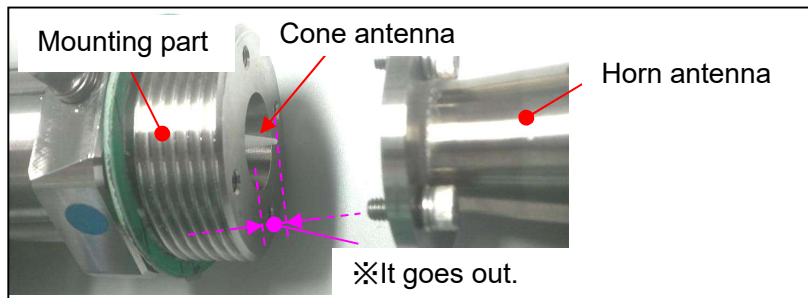 Mounting part
Cone antenna
Horn antenna
※It goes out.